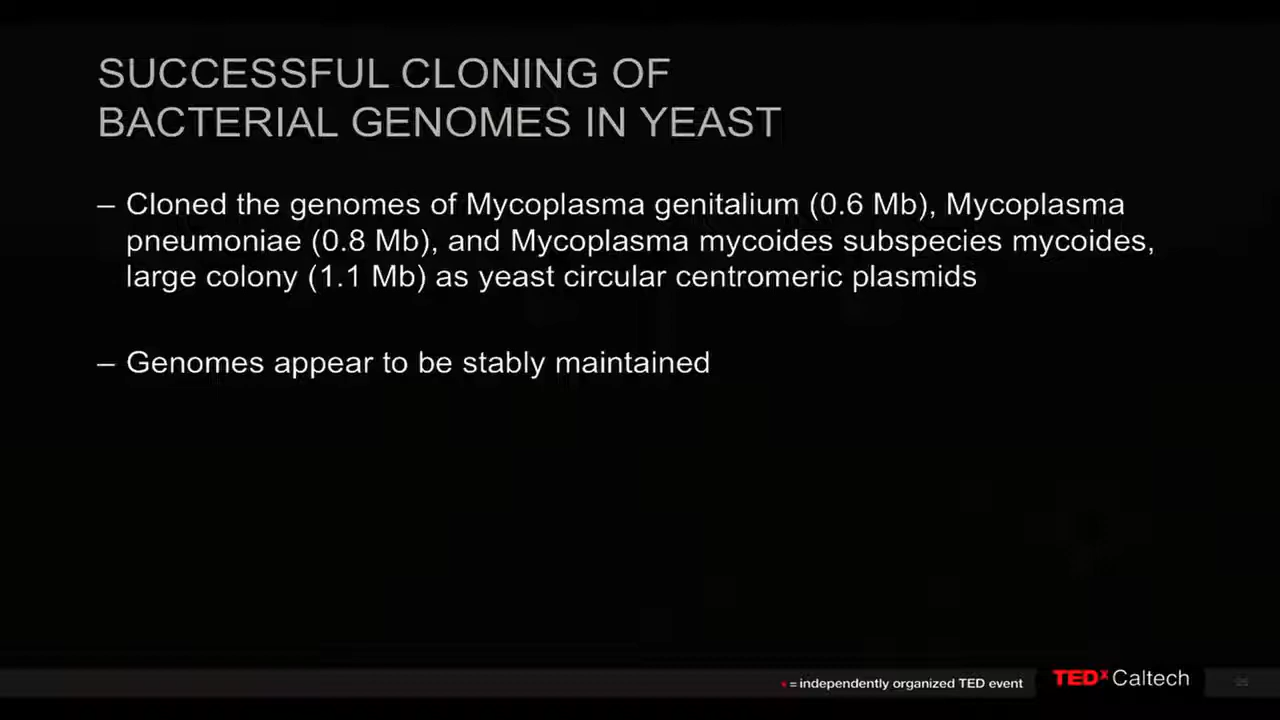 SUCCESSFUL CLONING OF
BACTERIAL GENOMES IN YEAST
– Cloned the genomes of Mycoplasma genitalium (0.6 Mb), Mycoplasma
pneumoniae (0.8 Mb), and Mycoplasma mycoides subspecies mycoides,
large colony (1.1 Mb) as yeast circular centromeric plasmids
– Genomes appear to be stably maintained
x = independently organized TED event
TEDx Caltech